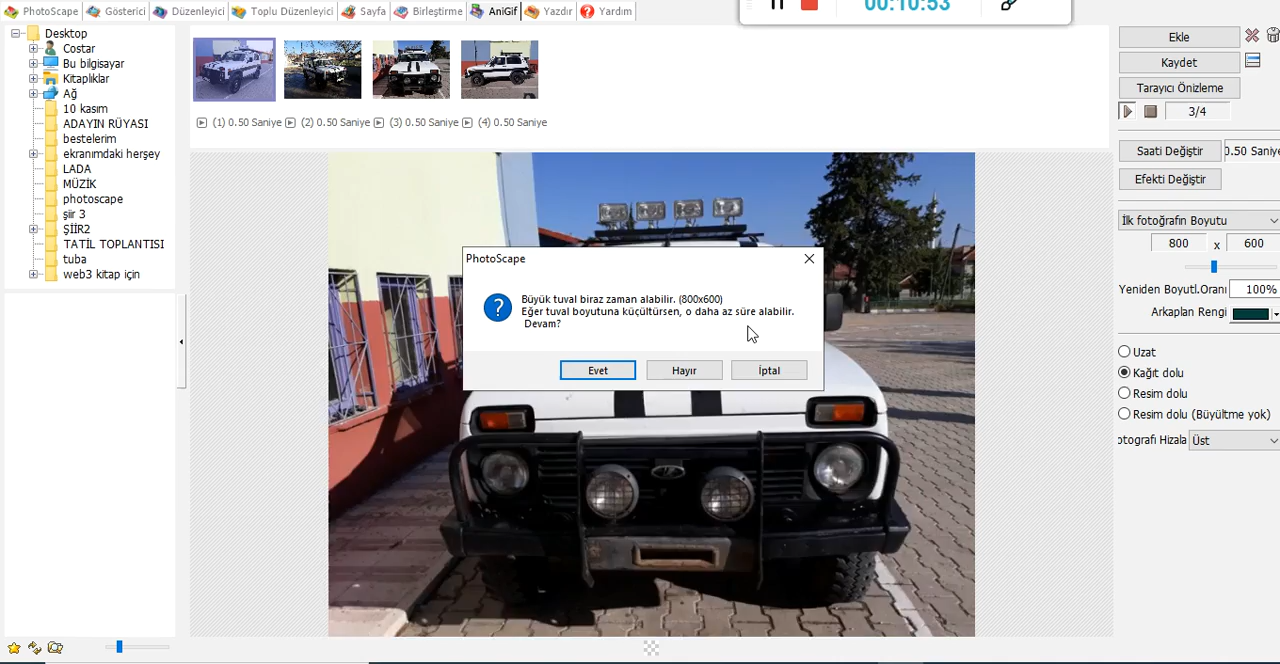 PhotoScape Gösterici Düzenleyici Toplu Düzenleyici Sayfa Birleştirme AniGif Yazdır Yardım
00:10:53
Desktop
Costar
Bu bilgisayar
Kitaplıklar
Ağ
10 kasım
ADAYIN RÜYASI
bestelerim
ekranımdaki herşey
LADA
MÜZİK
photoscape
şiir 3
ŞİİR2
TATİL TOPLANTISI
tuba
web3 kitap için
(1) 0.50 Saniye (2) 0.50 Saniye (3) 0.50 Saniye (4) 0.50 Saniye
PhotoScape
Büyük tuval biraz zaman alabilir. (800x600)
Eğer tuval boyutuna küçültürsen, o daha az süre alabilir.
Devam?
Evet Hayır İptal
Ekle
Kaydet
Tarayıcı Önizleme
3/4
Saati Değiştir 0.50 Saniye
Efekti Değiştir
İlk fotoğrafın Boyutu
800 x 600
Yeniden Boyutl.Oranı 100%
Arkaplan Rengi
Uzat
Kağıt dolu
Resim dolu
Resim dolu (Büyültme yok)
otografı Hizala Üst